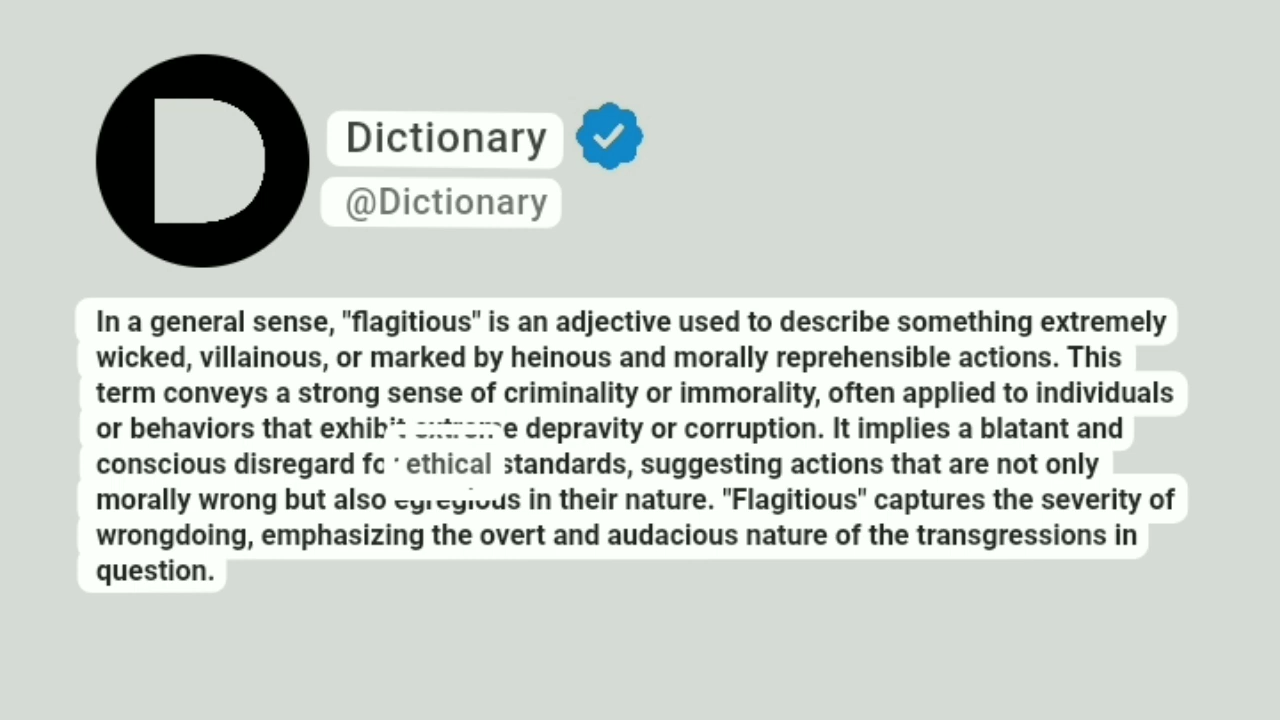 D
Dictionary
@Dictionary
In a general sense, "flagitious" is an adjective used to describe something extremely
wicked, villainous, or marked by heinous and morally reprehensible actions. This
term conveys a strong sense of criminality or immorality, often applied to individuals
or behaviors that exhibit extreme depravity or corruption. It implies a blatant and
conscious disregard for ethical standards, suggesting actions that are not only
morally wrong but also egregious in their nature. "Flagitious" captures the severity of
wrongdoing, emphasizing the overt and audacious nature of the transgressions in
question.